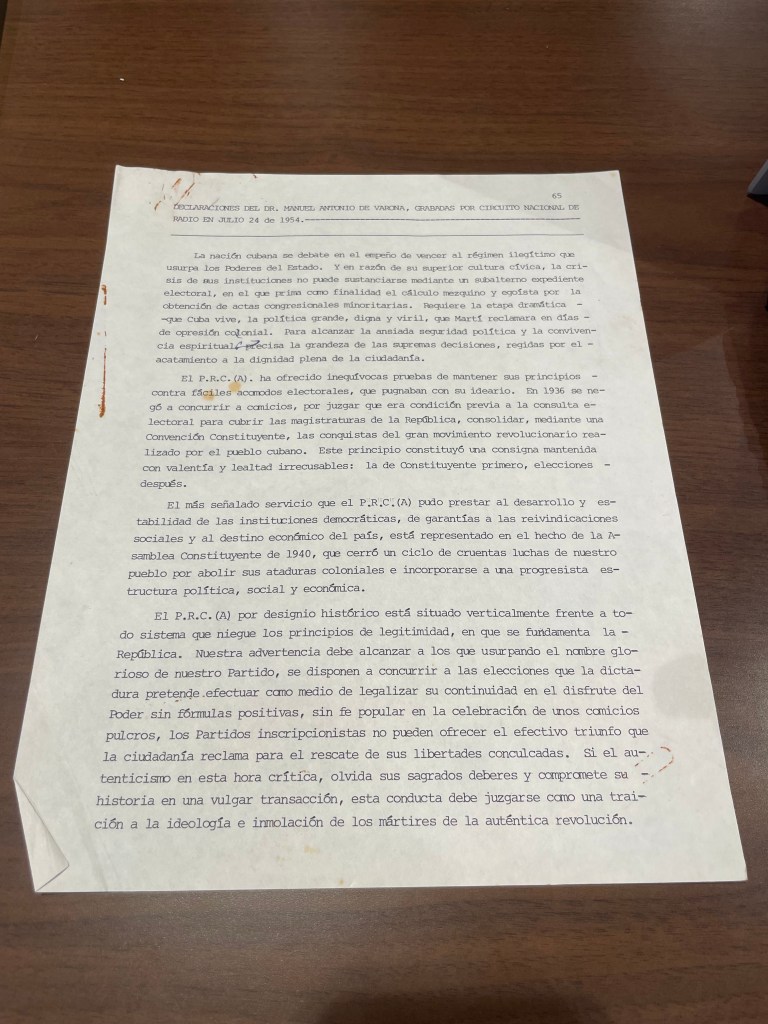 65
DECLARACIONES DEL DR. MANUEL ANTONIO DE VARONA, GRABADAS POR CIRCUITO NACIONAL DE
RADIO EN JULIO 24 de 1954.-
La nación cubana se debate en el empeño de vencer al régimen ilegítimo que
usurpa los Poderes del Estado. Y en razón de su superior cultura cívica, la cri-
sis de sus instituciones no puede sustanciarse mediante un subalterno expediente
electoral, en el que prima como finalidad el cálculo mezquino y egoísta por la
obtención de actas congresionales minoritarias. Requiere la etapa dramática -
-que Cuba vive, la política grande, digna y viril, que Martí reclamara en días -
de opresión colonial. Para alcanzar la ansiada seguridad política y la conviven-
cia espiritual, precisa la grandeza de las supremas decisiones, regidas por el -
acatamiento a la dignidad plena de la ciudadanía.
El P.R.C.(A). ha ofrecido inequívocas pruebas de mantener sus principios -
contra fáciles acomodos electorales, que pugnaban con su ideario. En 1936 se ne-
gó a concurrir a comicios, por juzgar que era condición previa a la consulta e-
lectoral para cubrir las magistraturas de la República, consolidar, mediante una
Convención Constituyente, las conquistas del gran movimiento revolucionario rea-
lizado por el pueblo cubano. Este principio constituyó una consigna mantenida
con valentía y lealtad irrecusables: la de Constituyente primero, elecciones -
después.
El más señalado servicio que el P.R.C.(A) pudo prestar al desarrollo y es-
tabilidad de las instituciones democráticas, de garantías a las reivindicaciones
sociales y al destino económico del país, está representado en el hecho de la A-
samblea Constituyente de 1940, que cerró un ciclo de cruentas luchas de nuestro
pueblo por abolir sus ataduras coloniales e incorporarse a una progresista es-
tructura política, social y económica.
El P.R.C.(A) por designio histórico está situado verticalmente frente a to-
do sistema que niegue los principios de legitimidad, en que se fundamenta la -
República. Nuestra advertencia debe alcanzar a los que usurpando el nombre glo-
rioso de nuestro Partido, se disponen a concurrir a las elecciones que la dicta-
dura pretende efectuar como medio de legalizar su continuidad en el disfrute del
Poder sin fórmulas positivas, sin fe popular en la celebración de unos comicios
pulcros, los Partidos inscripcionistas no pueden ofrecer el efectivo triunfo que
la ciudadanía reclama para el rescate de sus libertades conculcadas. Si el au-
tenticismo en esta hora crítica, olvida sus sagrados deberes y compromete su -
historia en una vulgar transacción, esta conducta debe juzgarse como una trai-
ción a la ideología e inmolación de los mártires de la auténtica revolución.